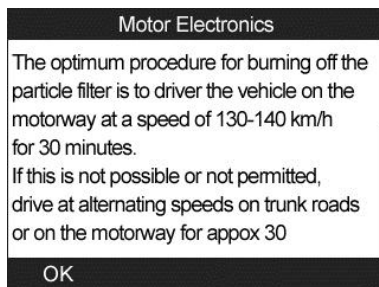 Motor Electronics
The optimum procedure for burning off the
particle filter is to driver the vehicle on the
motorway at a speed of 130-140 km/h
for 30 minutes.
If this is not possible or not permitted,
drive at alternating speeds on trunk roads
or on the motorway for appox 30
OK